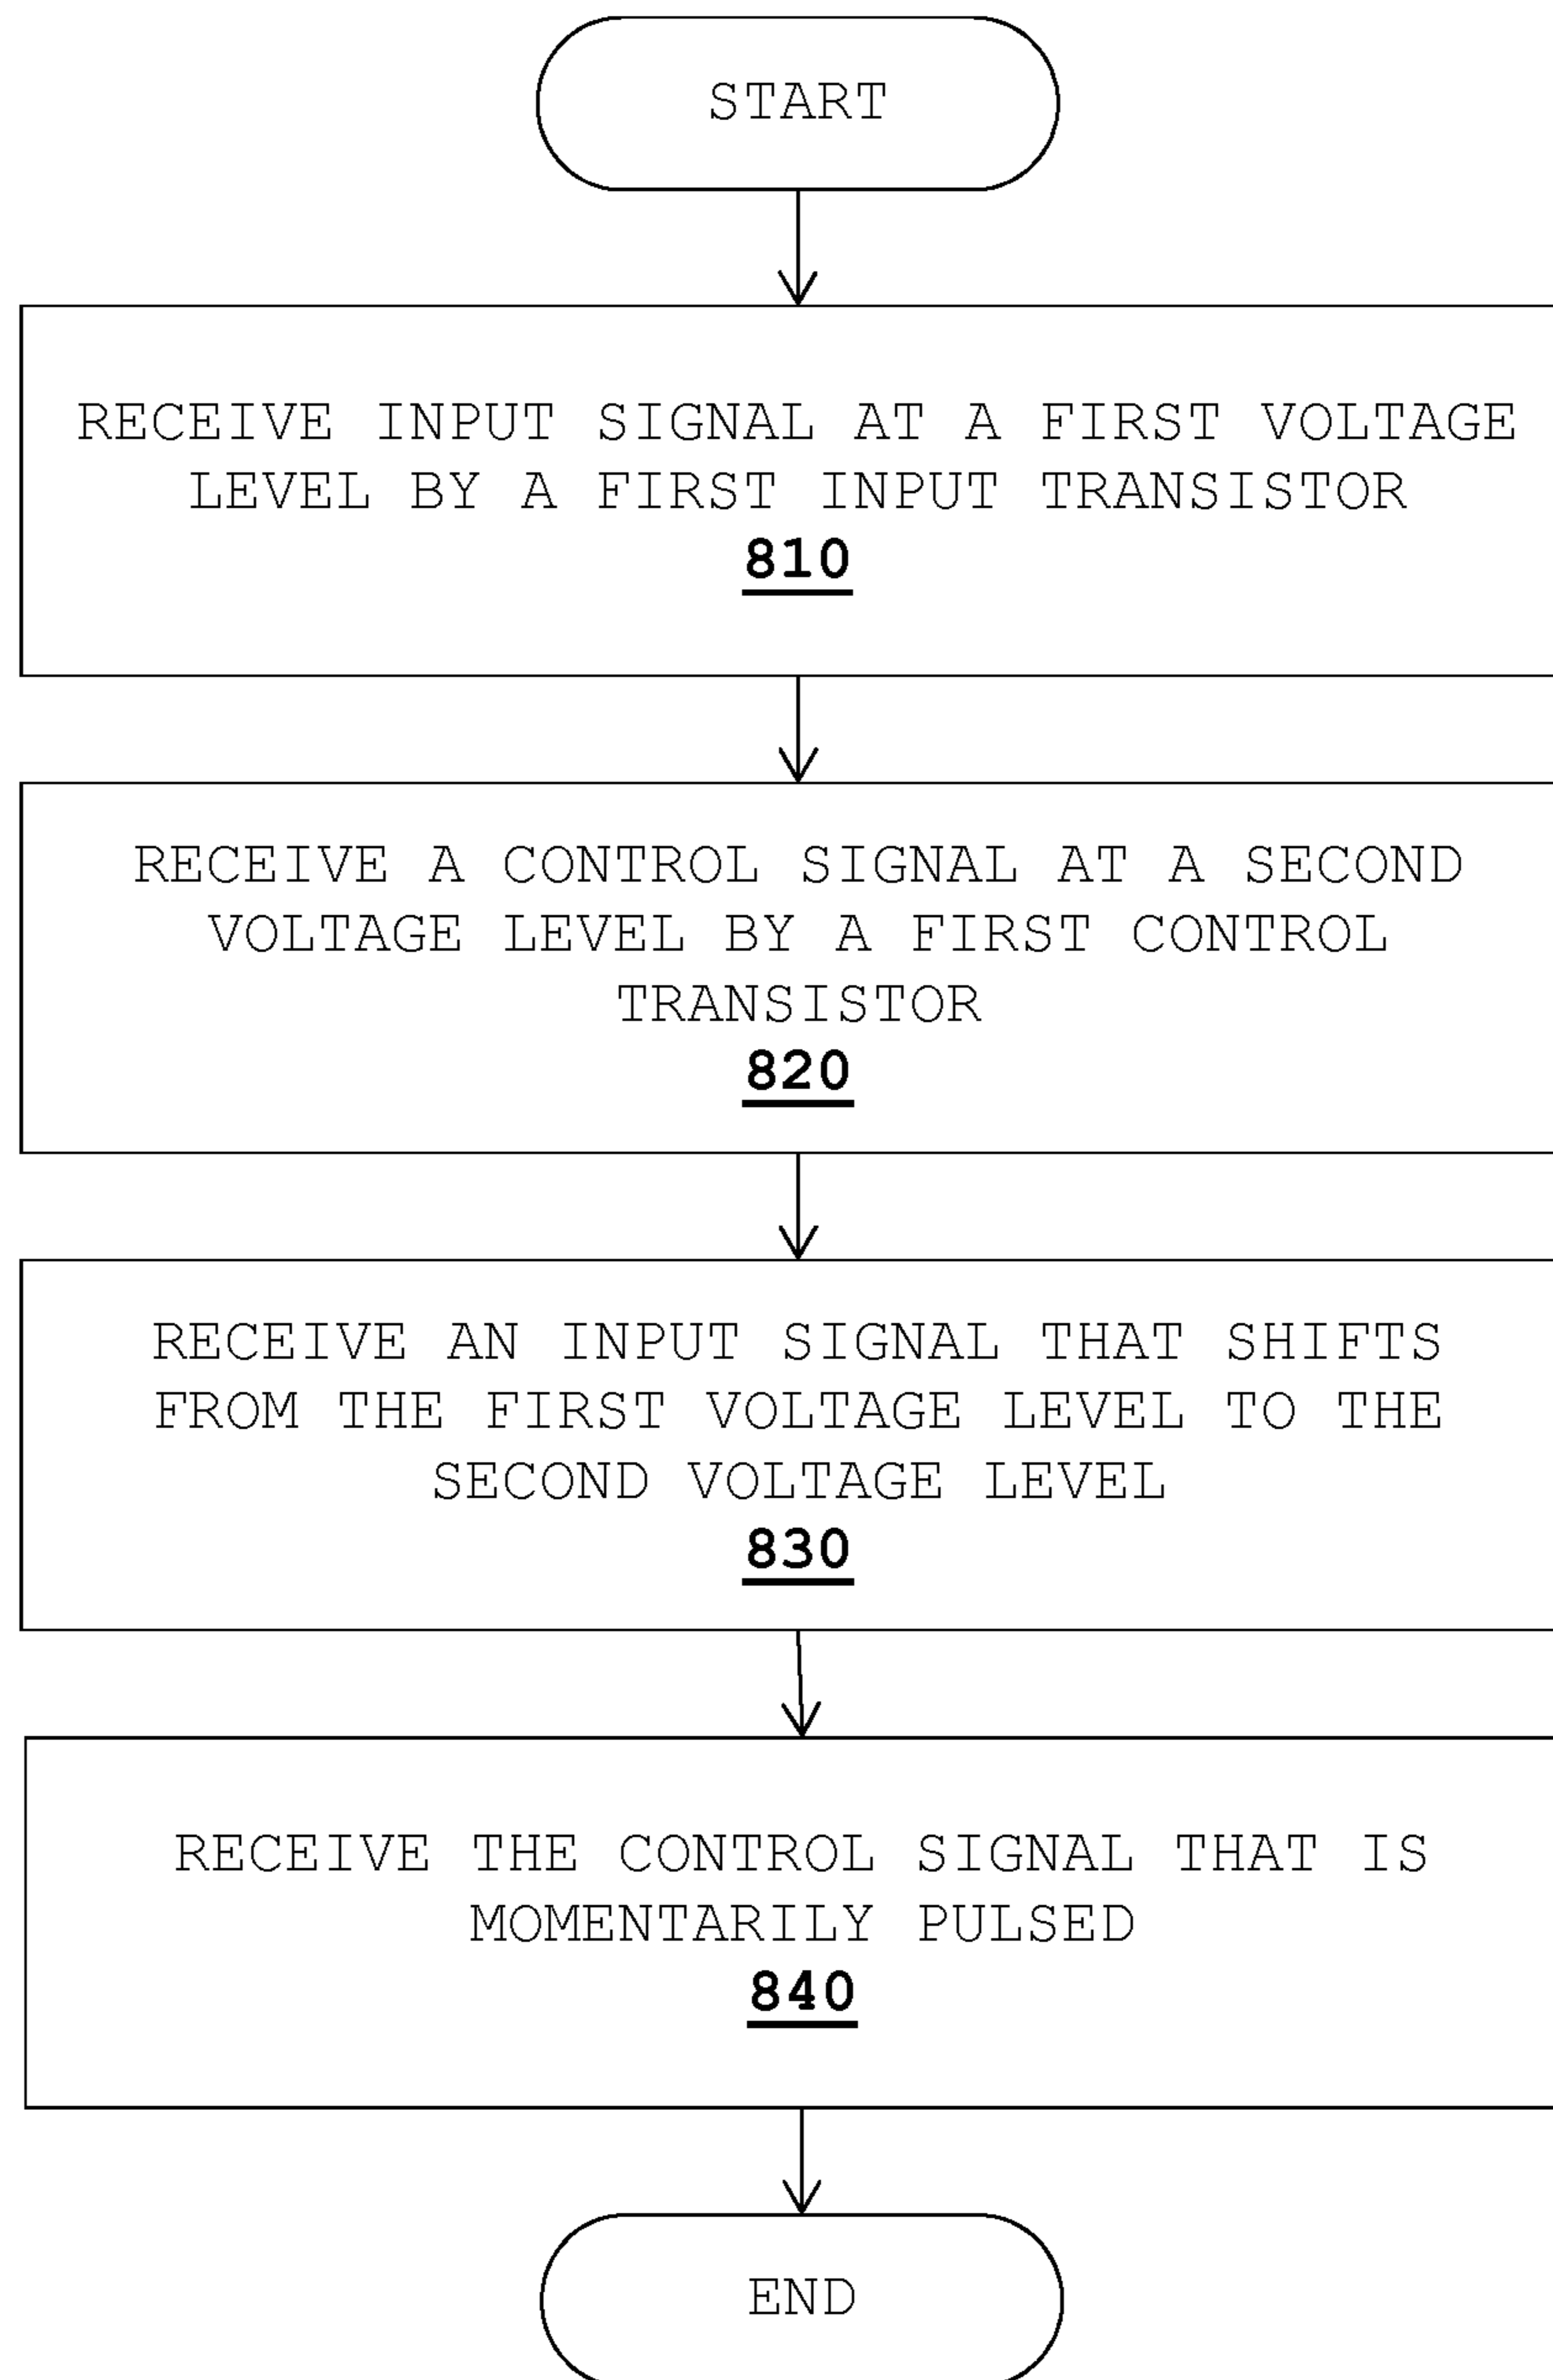 START
RECEIVE INPUT SIGNAL AT A FIRST VOLTAGE
LEVEL BY A FIRST INPUT TRANSISTOR
810
RECEIVE A CONTROL SIGNAL AT A SECOND
VOLTAGE LEVEL BY A FIRST CONTROL
TRANSISTOR
820
RECEIVE AN INPUT SIGNAL THAT SHIFTS
FROM THE FIRST VOLTAGE LEVEL TO THE
SECOND VOLTAGE LEVEL
830
RECEIVE THE CONTROL SIGNAL THAT IS
MOMENTARILY PULSED
840
END